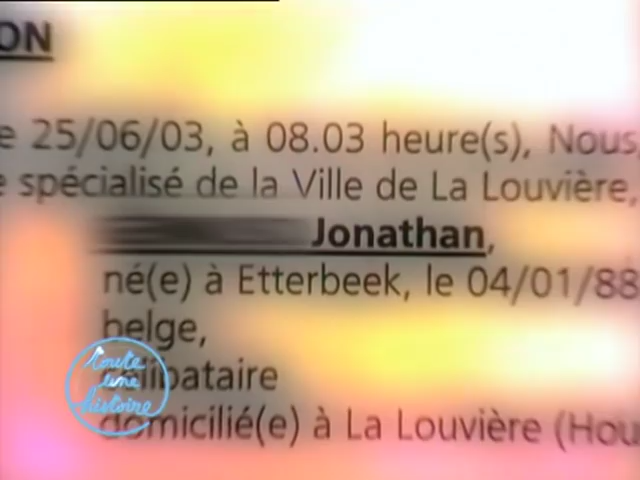 ON
e 25/06/03, à 08.03 heure(s), Nous,
e spécialisé de la Ville de La Louvière,
Jonathan,
né(e) à Etterbeek, le 04/01/88
belge,
célibataire
domicilié(e) à La Louvière (Hou
toute
une
histoire